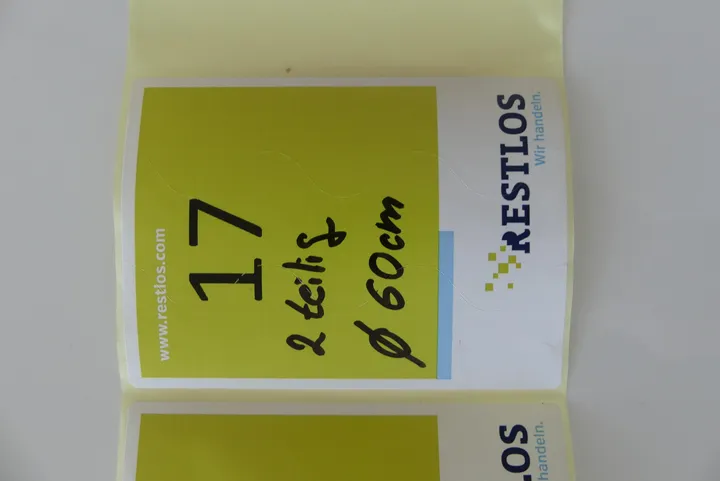 www.restlos.com
17
2 teilig
Ø 60cm
RESTLOS
Wir handeln.
LOS
handeln.